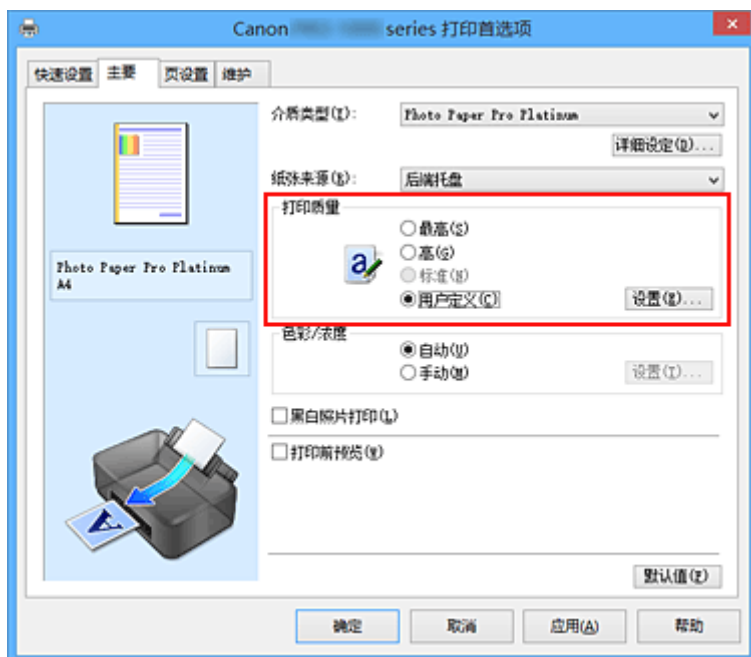 Canon series 打印首选项
快速设置 主要 页设置 维护
介质类型(I): Photo Paper Pro Platinum
详细设定(D)...
纸张来源(R): 后端托盘
打印质量
最高(S)
高(G)
标准(N)
用户定义(C) 设置(E)...
Photo Paper Pro Platinum
A4
色彩/浓度
自动(U)
手动(M) 设置(T)...
黑白照片打印(L)
打印前预览(W)
A
默认值(F)
确定 取消 应用(A) 帮助